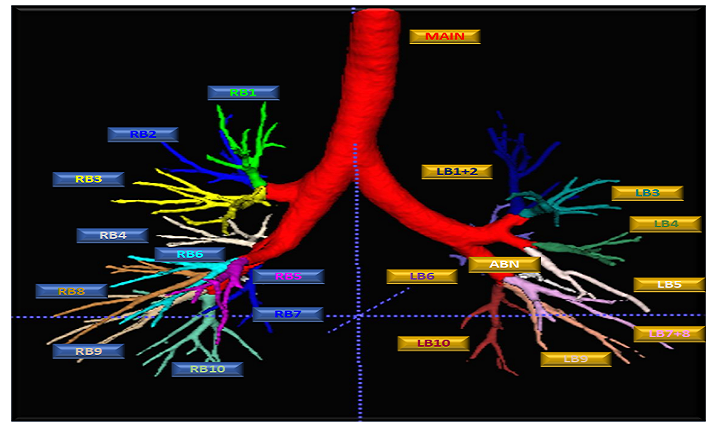 MAIN
RB1
RB2
LB1+2
RB3
LB3
LB4
RB4
RB6
ABN
RB5
LB6
RB8
LB5
RB7
LB7+8
LB10
RB9
LB9
RB10